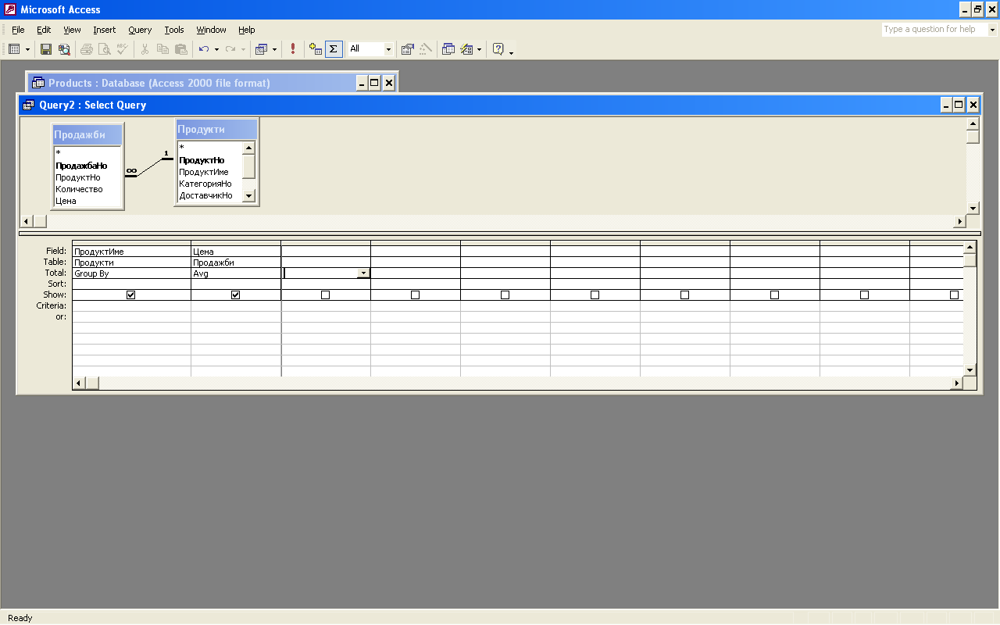 Microsoft Access
File Edit View Insert Query Tools Window Help
Type a question for help
All
Products : Database (Access 2000 file format)
Query2 : Select Query
Продажби
*
ПродажбаНо
ПродуктНо
Количество
Цена
∞ 1
Продукти
*
ПродуктНо
ПродуктИме
КатегорияНо
ДоставчикНо
Field: ПродуктИме Цена
Table: Продукти Продажби
Total: Group By Avg
Sort:
Show:
Criteria:
or:
Ready